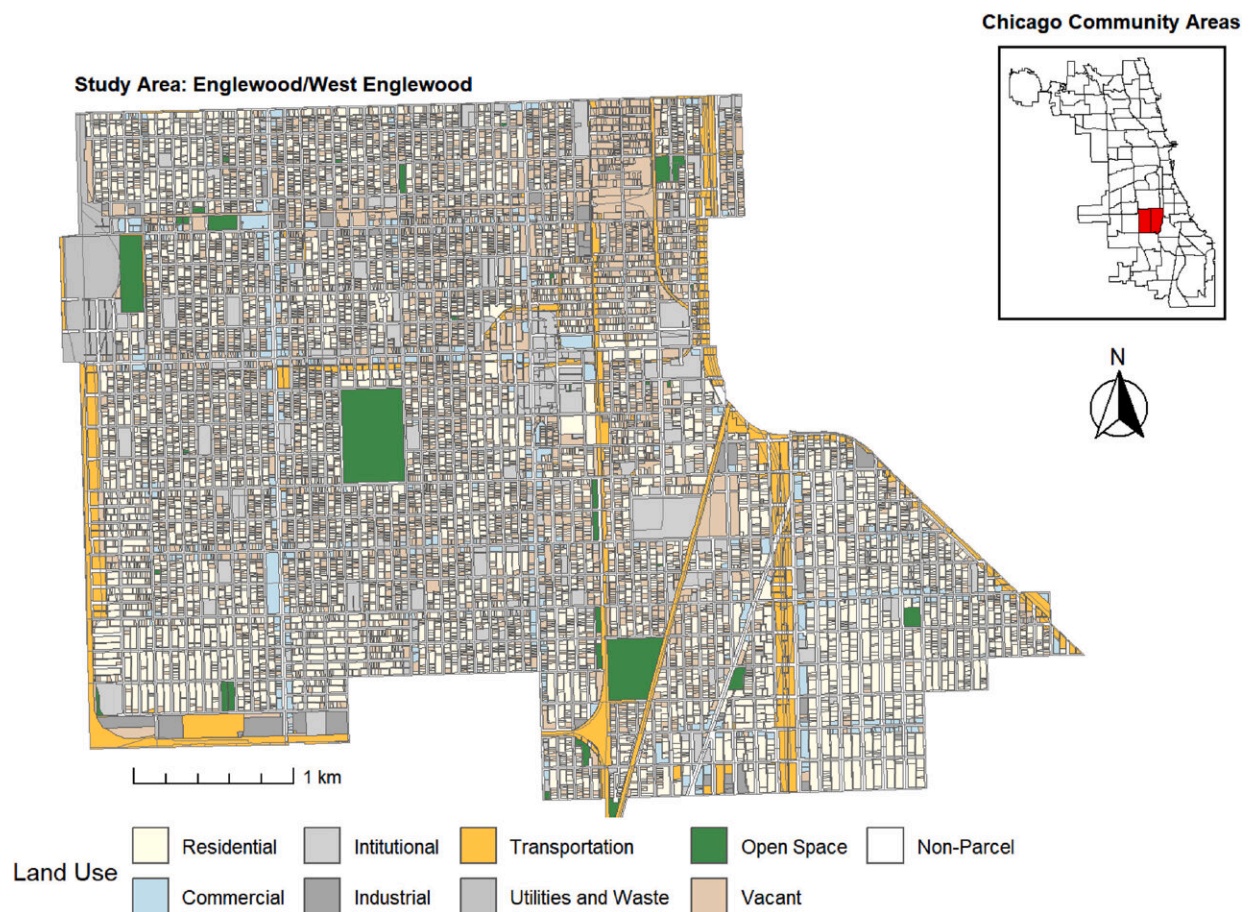 Chicago Community Areas
Study Area: Englewood/West Englewood
N
1 km
Land Use
Residential
Intitutional
Transportation
Open Space
Non-Parcel
Commercial
Industrial
Utilities and Waste
Vacant